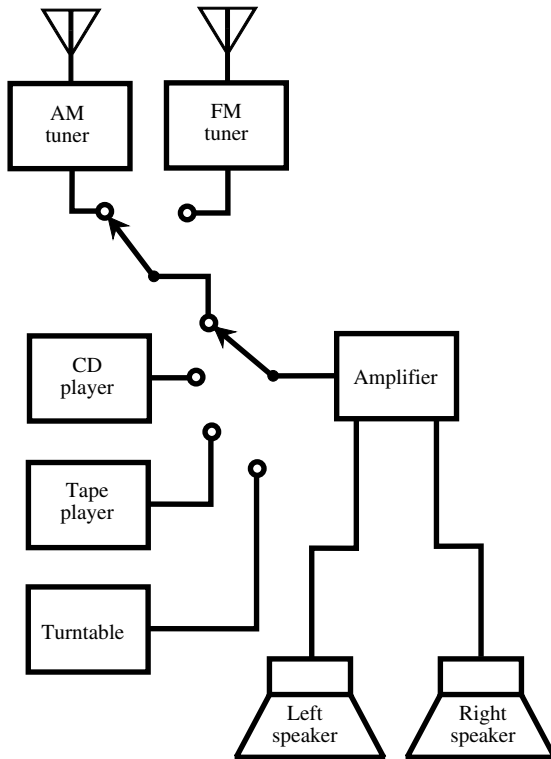 AM
tuner
FM
tuner
CD
player
Amplifier
Tape
player
Turntable
Left
speaker
Right
speaker